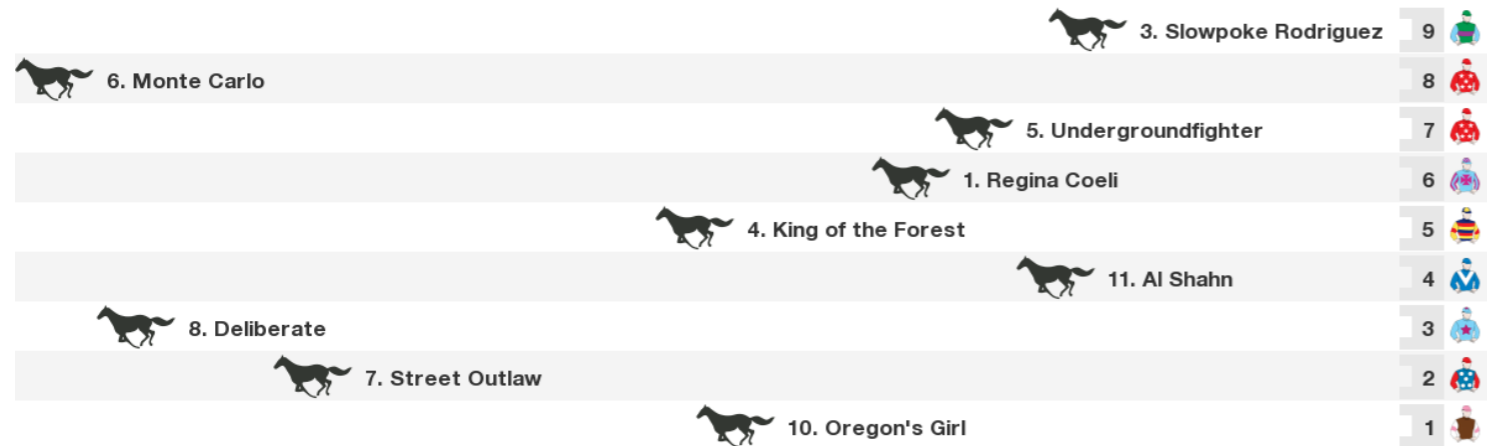 3. Slowpoke Rodriguez 9
6. Monte Carlo 8
5. Undergroundfighter 7
1. Regina Coeli 6
4. King of the Forest 5
11. Al Shahn 4
8. Deliberate 3
7. Street Outlaw 2
10. Oregon's Girl 1